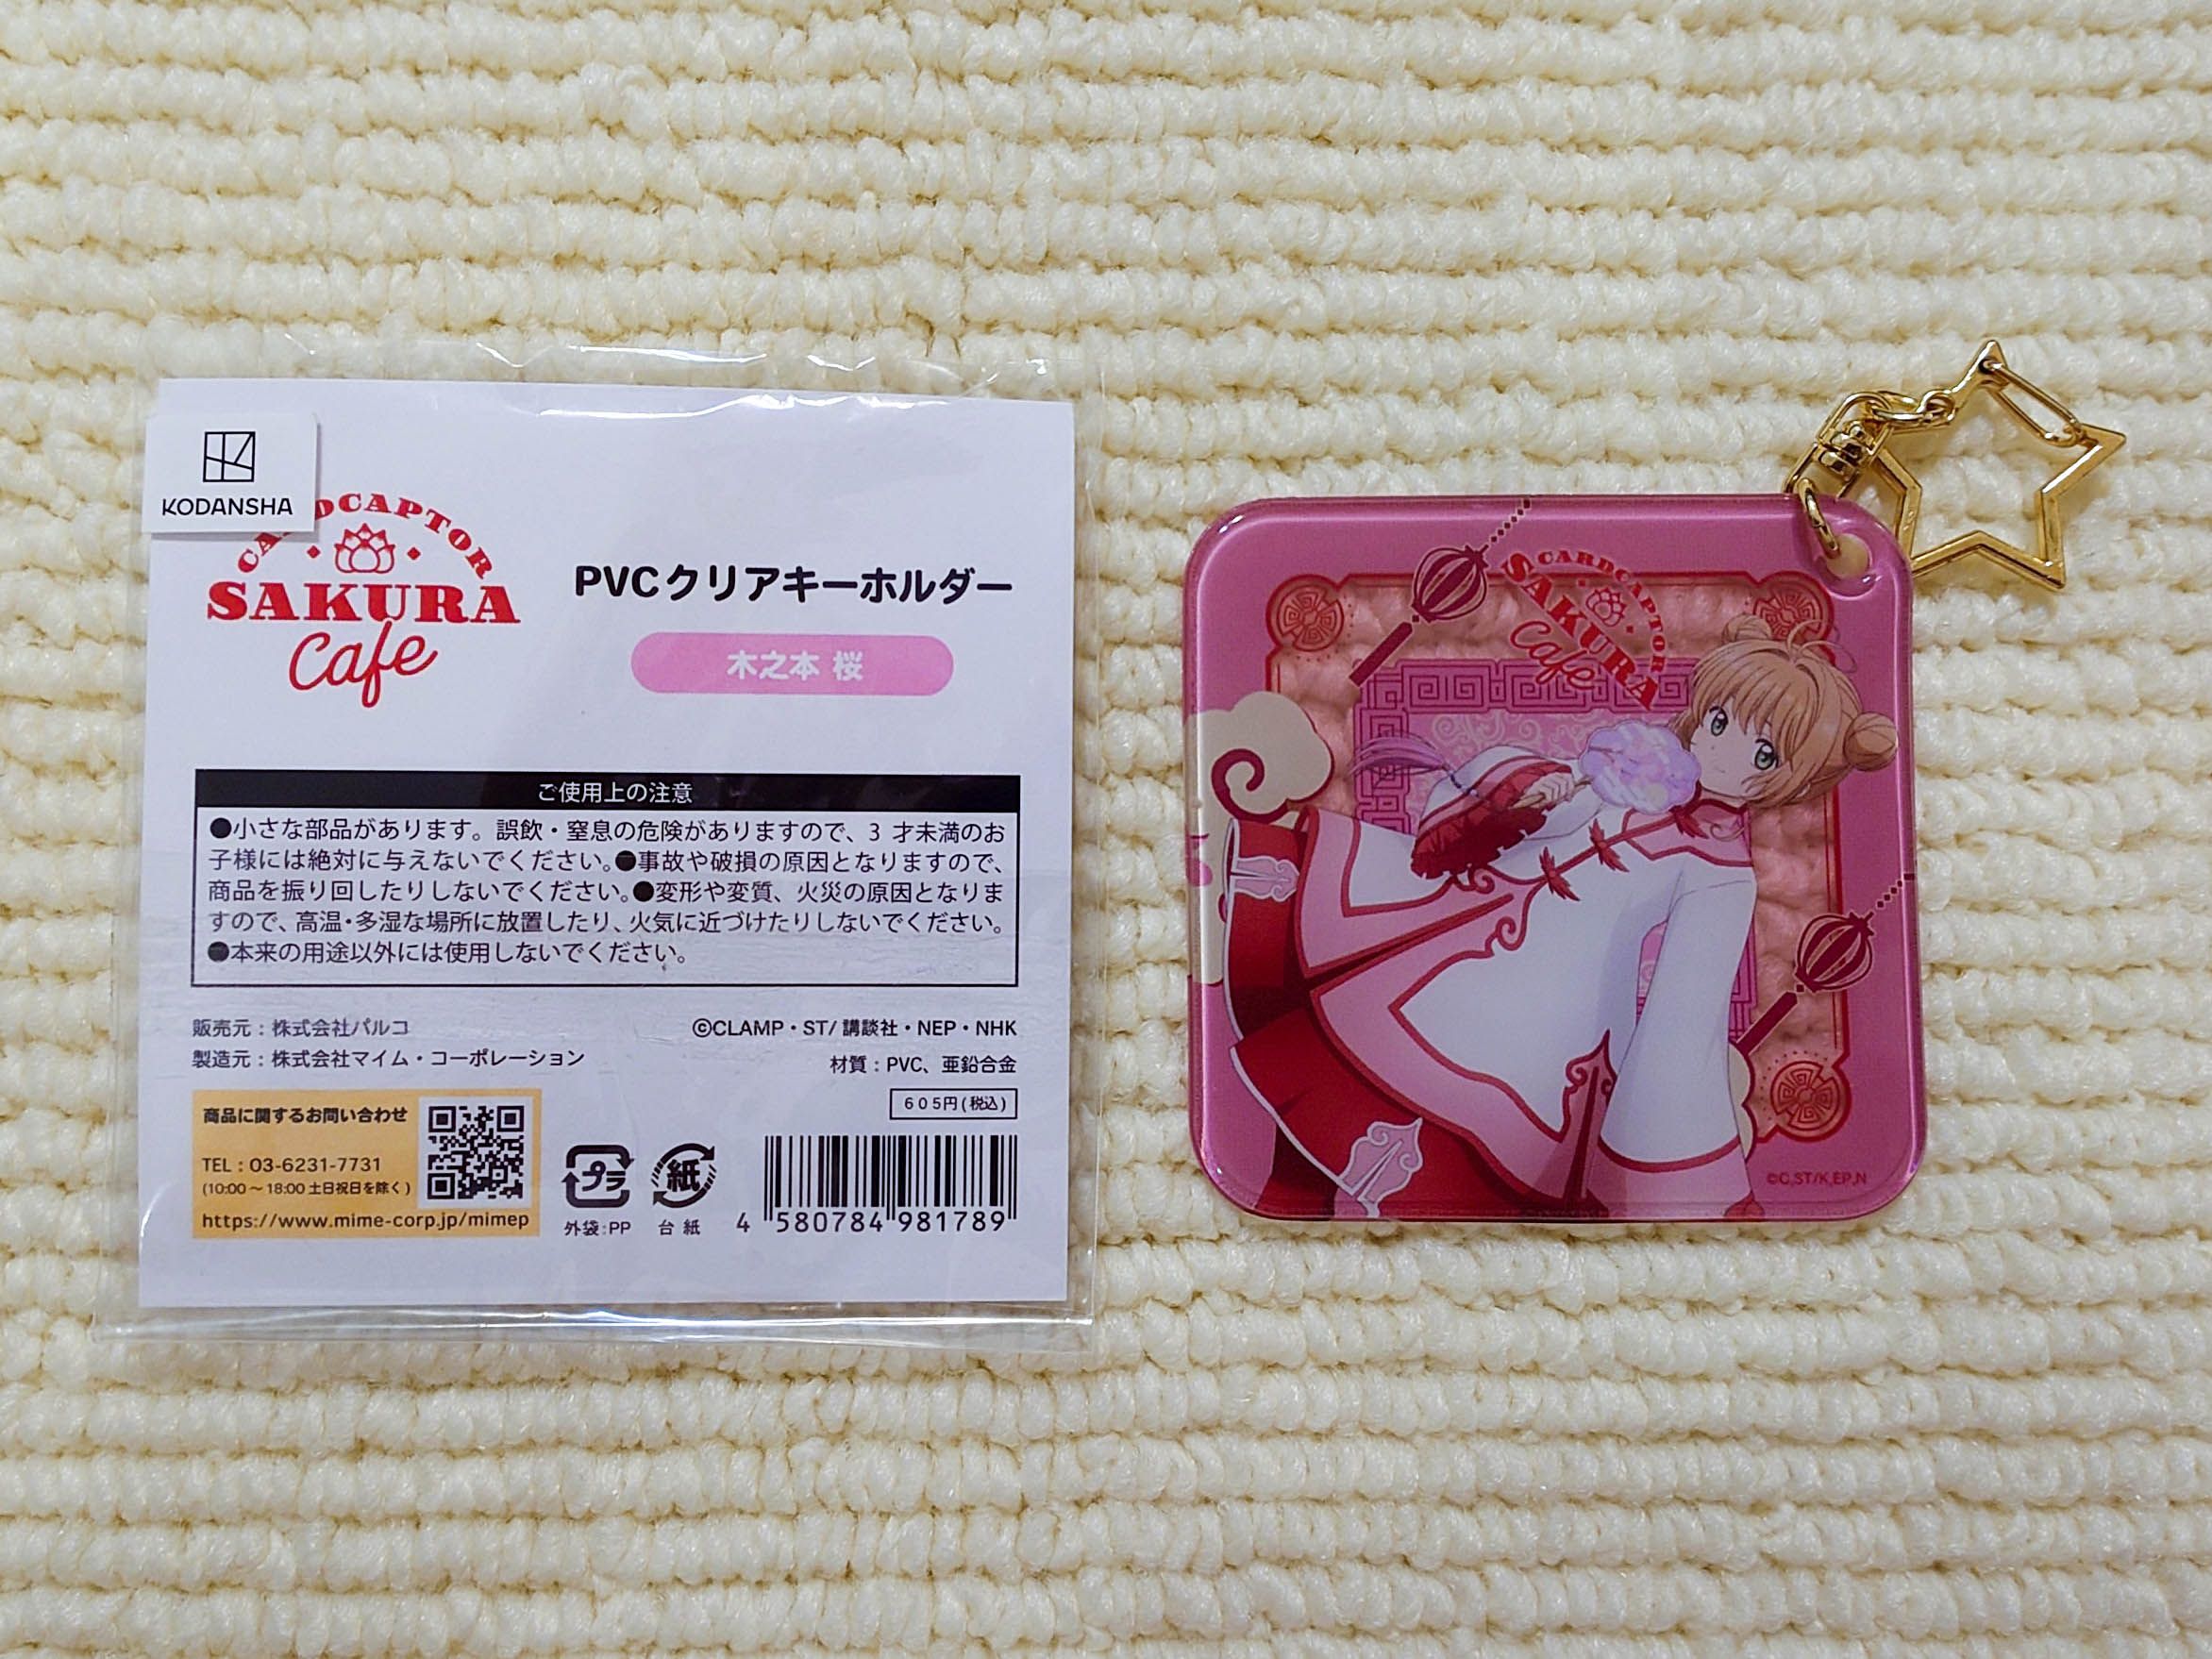 KODANSHA
CARDCAPTOR
SAKURA
Cafe
PVCクリアキーホルダー
木之本 桜
ご使用上の注意
●小さな部品があります。誤飲・窒息の危険がありますので、3 才未満のお
子様には絶対に与えないでください。●事故や破損の原因となりますので、
商品を振り回したりしないでください。●変形や変質、火災の原因となりま
すので、高温・多湿な場所に放置したり、火気に近づけたりしないでください。
●本来の用途以外には使用しないでください。
販売元：株式会社パルコ
製造元：株式会社マイム・コーポレーション
©CLAMP・ST/ 講談社・NEP・NHK
材質：PVC、亜鉛合金
605円(税込)
商品に関するお問い合わせ
TEL：03-6231-7731
(10:00～18:00 土日祝日を除く)
https://www.mime-corp.jp/mimep
プラ
外袋:PP
紙
台紙
4 580784 981789
CARDCAPTOR
SAKURA
Cafe
©C,ST/K,EP,N